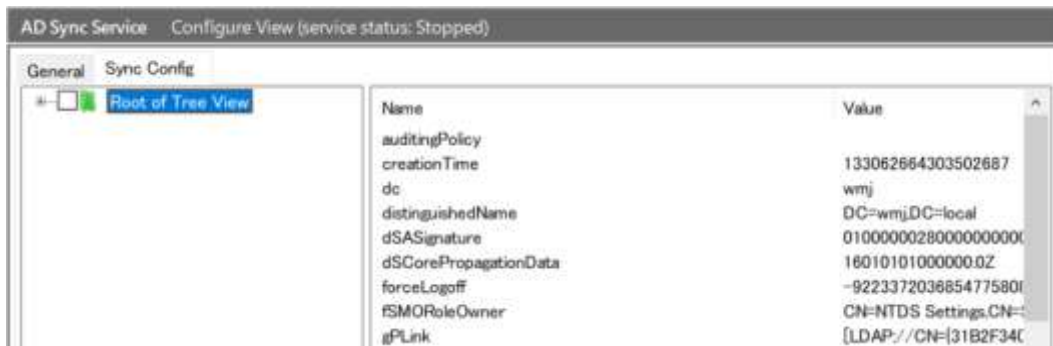 AD Sync Service Configure View (service status: Stopped)
General Sync Config
Root of Tree View
Name Value
auditingPolicy
creationTime 133062664303502687
dc wmj
distinguishedName DC=wmj,DC=local
dSASignature 01000000280000000000
dSCorePropagationData 16010101000000.0Z
forceLogoff -9223372036854775808
fSMORoleOwner CN=NTDS Settings,CN=
gPLink [LDAP://CN={31B2F340